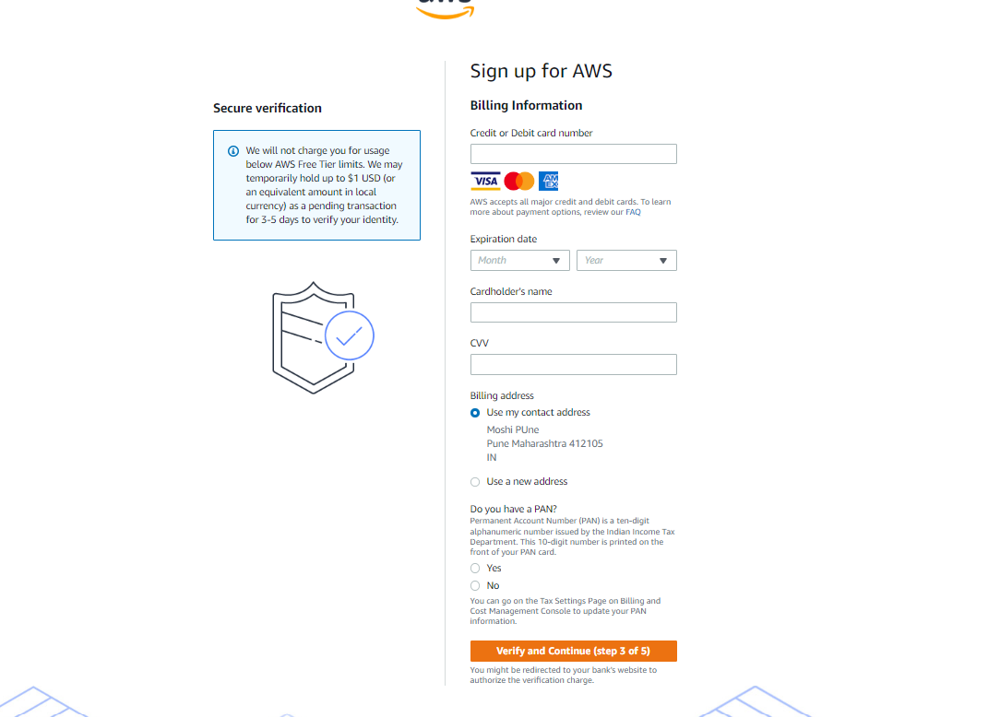 aws
Sign up for AWS
Secure verification
We will not charge you for usage
below AWS Free Tier limits. We may
temporarily hold up to $1 USD (or
an equivalent amount in local
currency) as a pending transaction
for 3-5 days to verify your identity.
Billing Information
Credit or Debit card number
VISA
AM
EX
AWS accepts all major credit and debit cards. To learn
more about payment options, review our FAQ
Expiration date
Month Year
Cardholder's name
CVV
Billing address
Use my contact address
Moshi PUne
Pune Maharashtra 412105
IN
Use a new address
Do you have a PAN?
Permanent Account Number (PAN) is a ten-digit
alphanumeric number issued by the Indian Income Tax
Department. This 10-digit number is printed on the
front of your PAN card.
Yes
No
You can go on the Tax Settings Page on Billing and
Cost Management Console to update your PAN
information.
Verify and Continue (step 3 of 5)
You might be redirected to your bank's website to
authorize the verification charge.